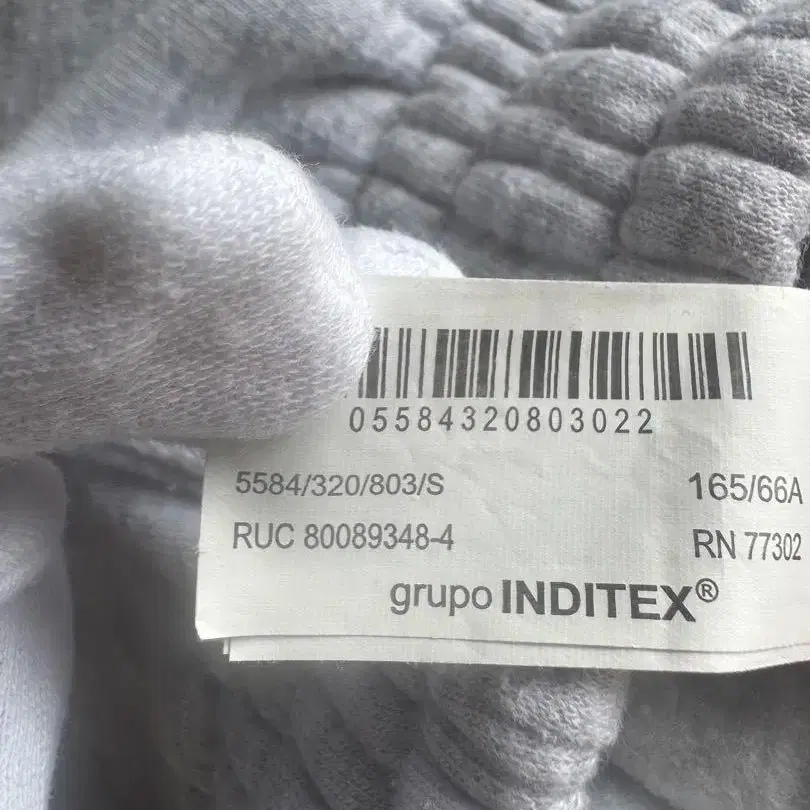 05584320803022
5584/320/803/S 165/66A
RUC 80089348-4 RN 77302
grupo INDITEX®